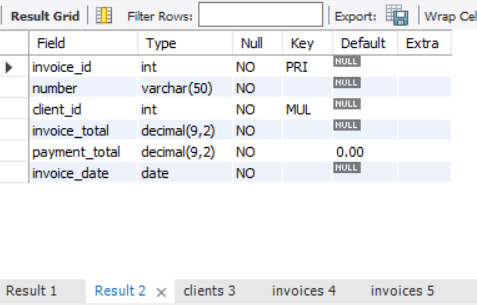 Result Grid Filter Rows: Export: Wrap Cel
Field Type Null Key Default Extra
invoice_id int NO PRI NULL
number varchar(50) NO NULL
client_id int NO MUL NULL
invoice_total decimal(9,2) NO NULL
payment_total decimal(9,2) NO 0.00
invoice_date date NO NULL
Result 1 Result 2 × clients 3 invoices 4 invoices 5